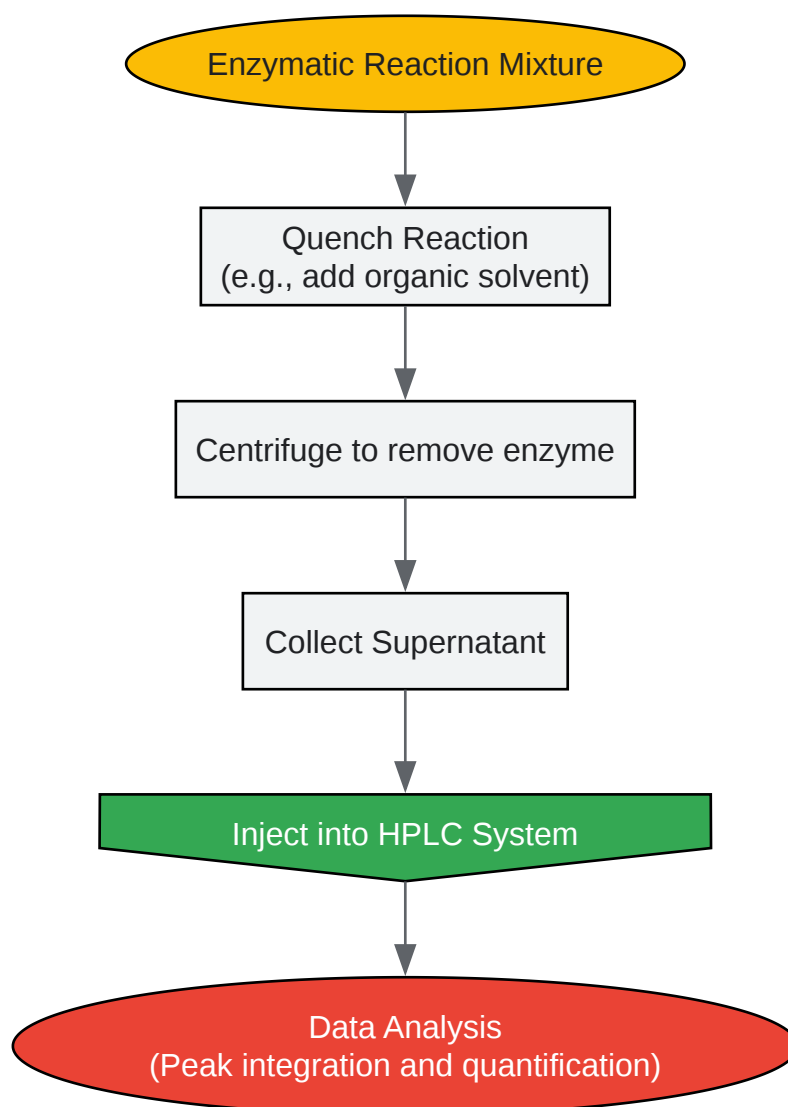 Enzymatic Reaction Mixture
Quench Reaction
(e.g., add organic solvent)
Centrifuge to remove enzyme
Collect Supernatant
Inject into HPLC System
Data Analysis
(Peak integration and quantification)